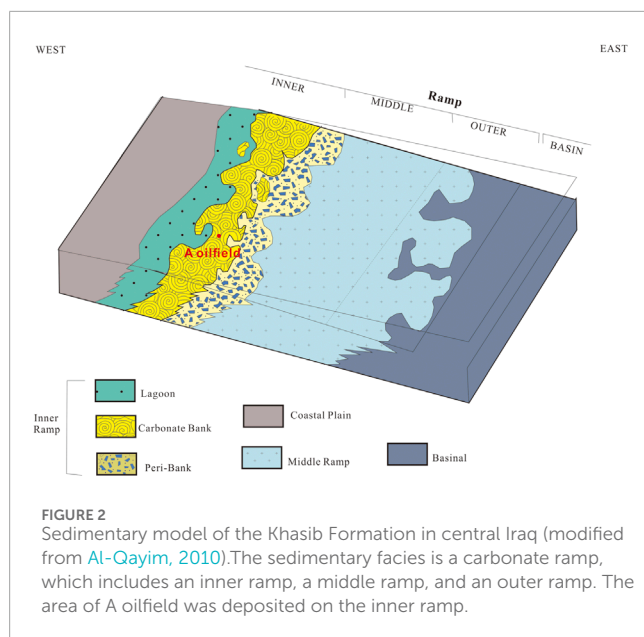 WEST
EAST
Ramp
INNER
MIDDLE
OUTER
BASIN
A oilfield
Inner
Ramp
Lagoon
Carbonate Bank
Peri-Bank
Coastal Plain
Middle Ramp
Basinal
FIGURE 2
Sedimentary model of the Khasib Formation in central Iraq (modified
from Al-Qayim, 2010).The sedimentary facies is a carbonate ramp,
which includes an inner ramp, a middle ramp, and an outer ramp. The
area of A oilfield was deposited on the inner ramp.